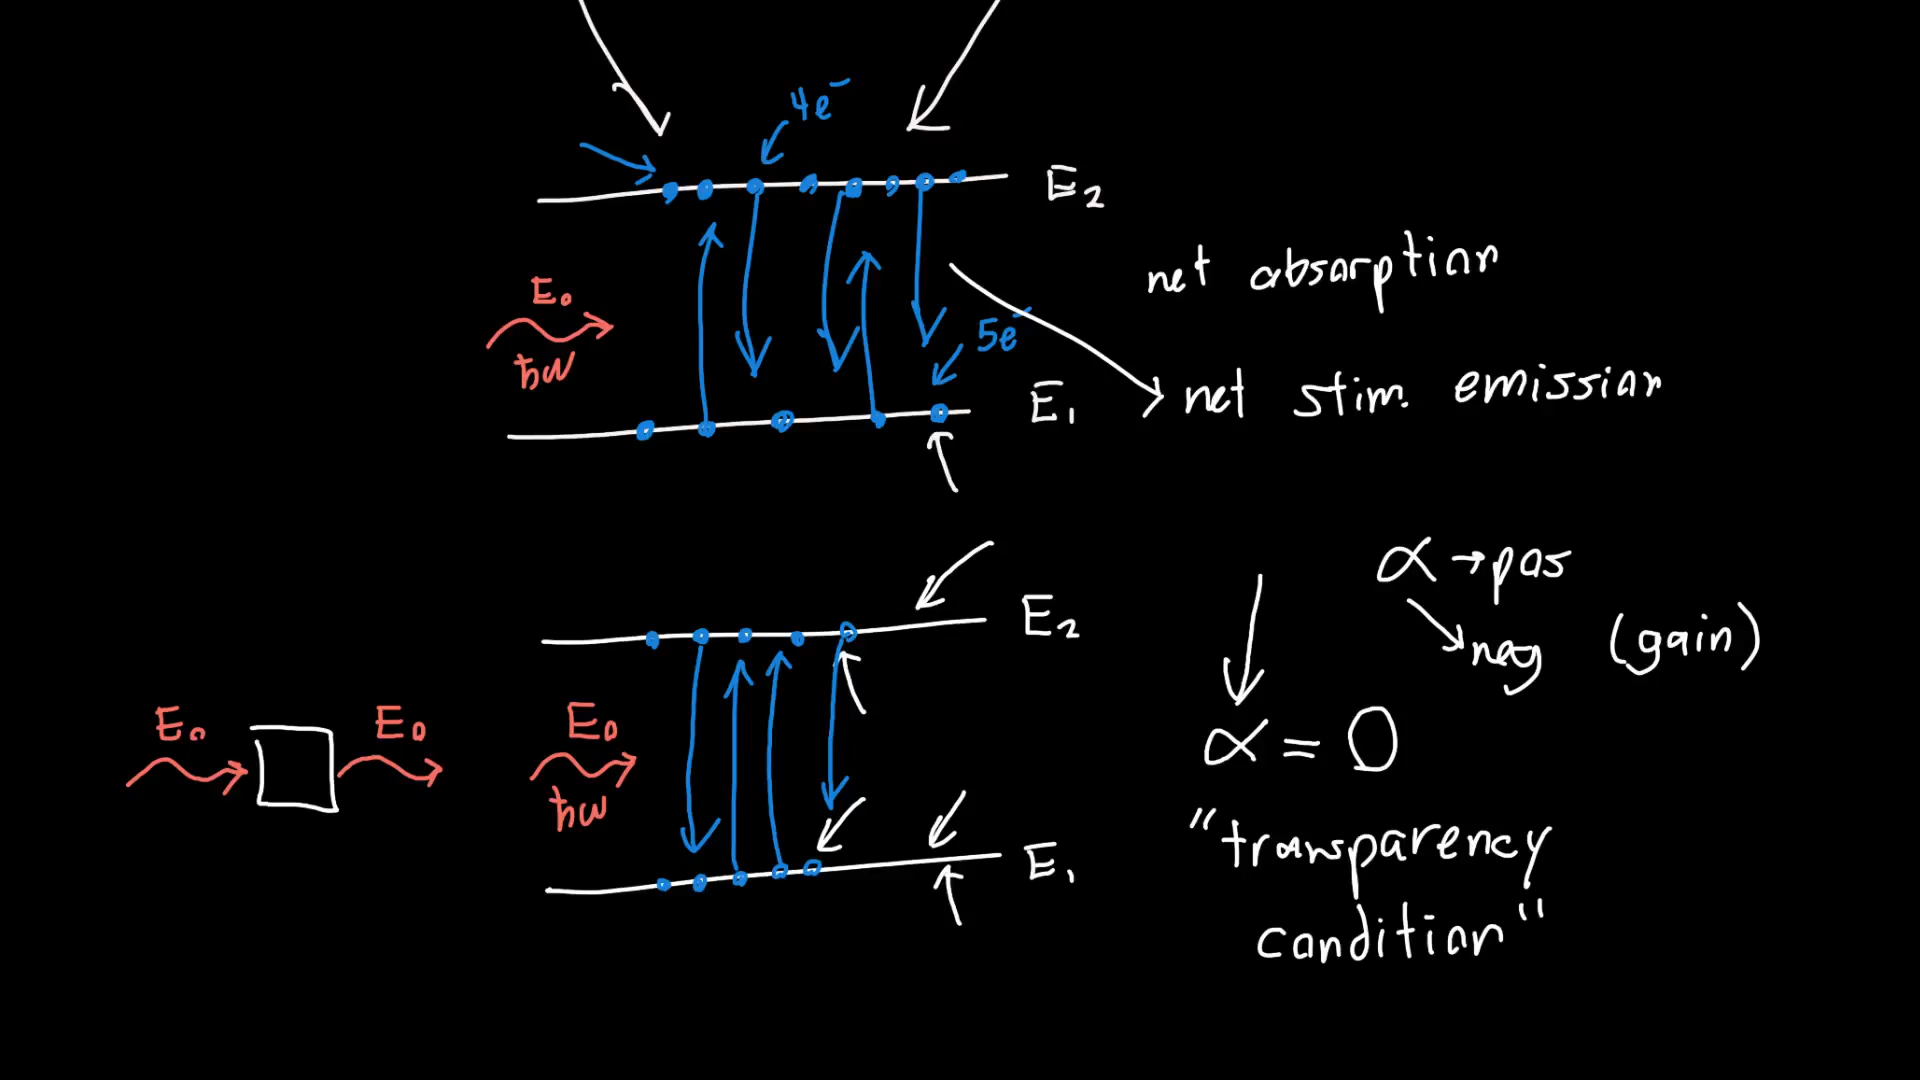 4e⁻
E₂
net absorption
E₀
ħω
5e⁻
E₁
net stim. emission
α → pos
neg (gain)
E₂
E₀
E₀
E₀
ħω
α = 0
E₁
"transparency
condition"